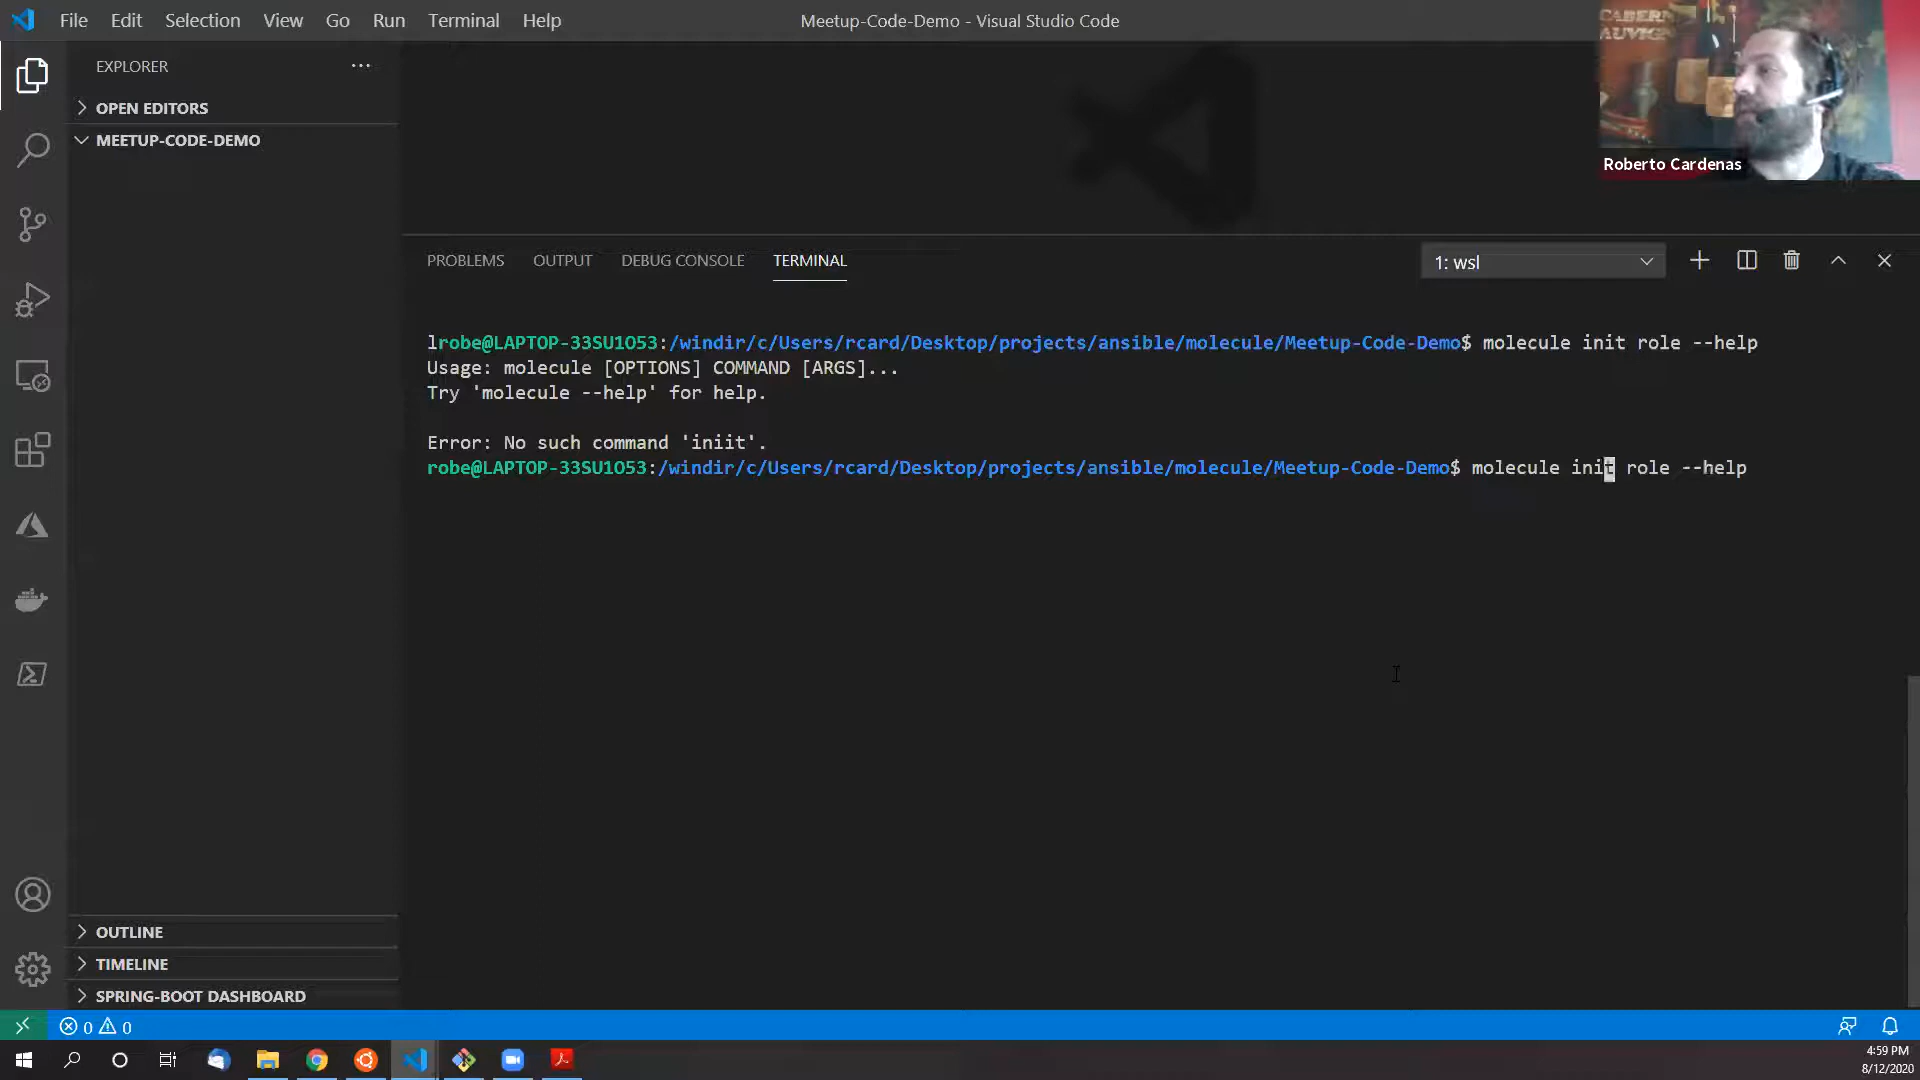 File Edit Selection View Go Run Terminal Help
Meetup-Code-Demo - Visual Studio Code
EXPLORER
OPEN EDITORS
MEETUP-CODE-DEMO
Roberto Cardenas
PROBLEMS OUTPUT DEBUG CONSOLE TERMINAL
1: wsl
lrobe@LAPTOP-33SU1O53:/windir/c/Users/rcard/Desktop/projects/ansible/molecule/Meetup-Code-Demo$ molecule init role --help
Usage: molecule [OPTIONS] COMMAND [ARGS]...
Try 'molecule --help' for help.
Error: No such command 'iniit'.
robe@LAPTOP-33SU1O53:/windir/c/Users/rcard/Desktop/projects/ansible/molecule/Meetup-Code-Demo$ molecule init role --help
OUTLINE
TIMELINE
SPRING-BOOT DASHBOARD
0 0
4:59 PM
8/12/2020